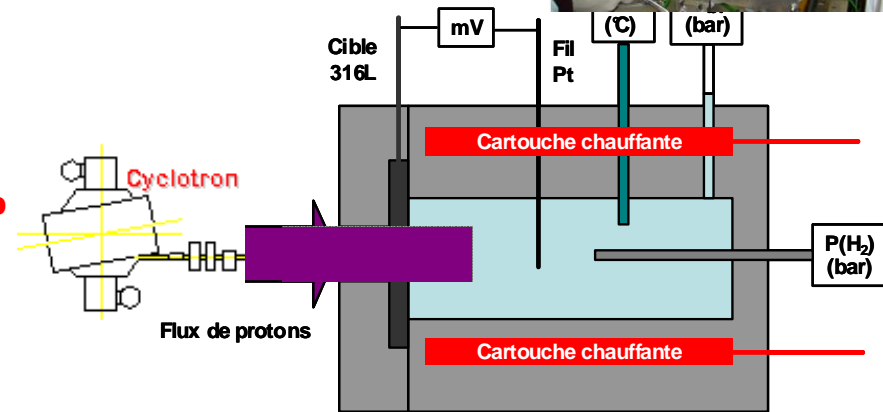 mV
(°C)
(bar)
Cible
316L
Fil
Pt
Cartouche chauffante
Cyclotron
P(H₂)
(bar)
Flux de protons
Cartouche chauffante